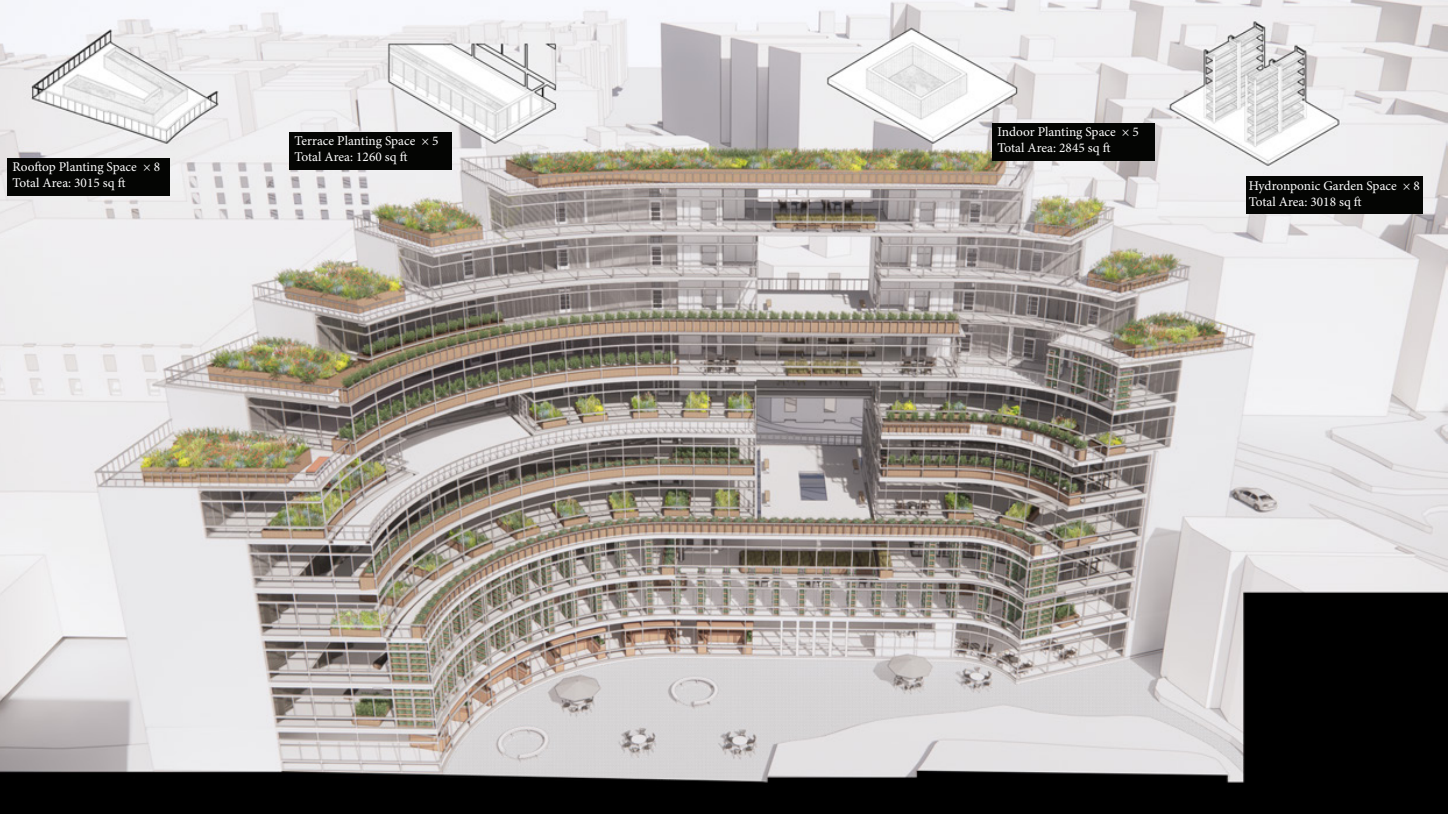 Rooftop Planting Space × 8
Total Area: 3015 sq ft
Terrace Planting Space × 5
Total Area: 1260 sq ft
Indoor Planting Space × 5
Total Area: 2845 sq ft
Hydronponic Garden Space × 8
Total Area: 3018 sq ft